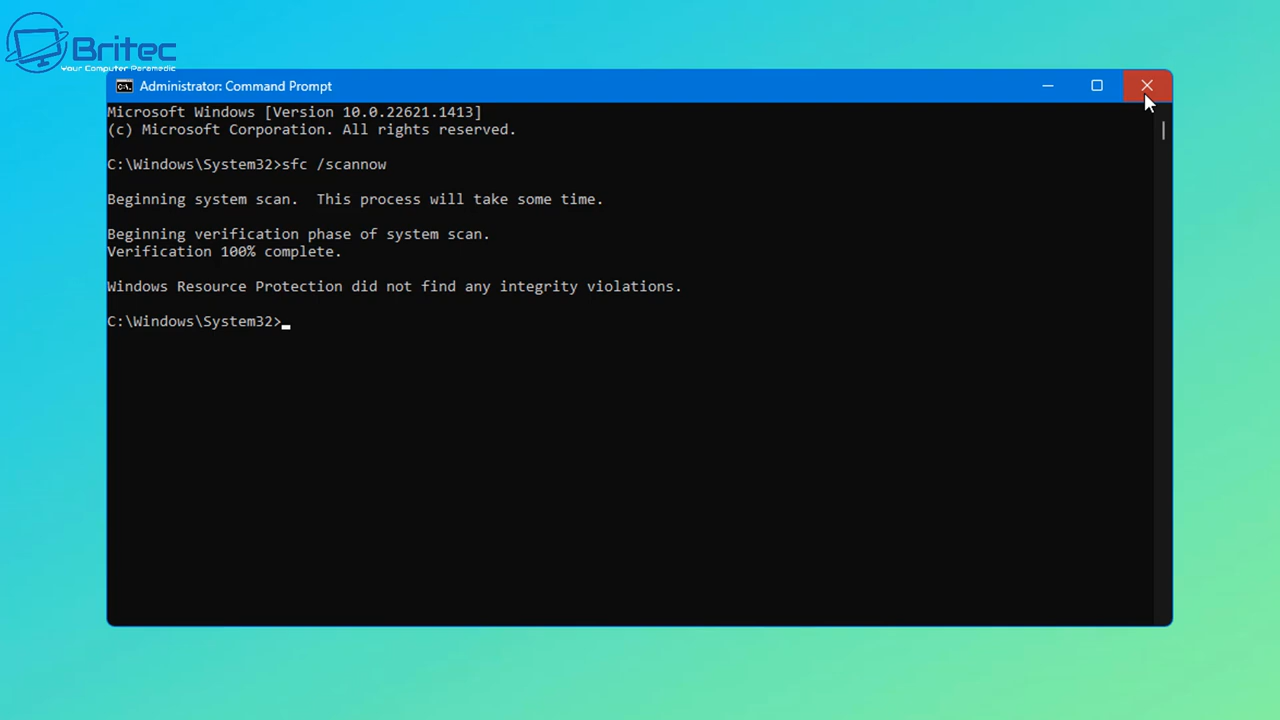 Britec
Your Computer Paramedic
Administrator: Command Prompt
Microsoft Windows [Version 10.0.22621.1413]
(c) Microsoft Corporation. All rights reserved.
C:\Windows\System32>sfc /scannow
Beginning system scan.  This process will take some time.
Beginning verification phase of system scan.
Verification 100% complete.
Windows Resource Protection did not find any integrity violations.
C:\Windows\System32>